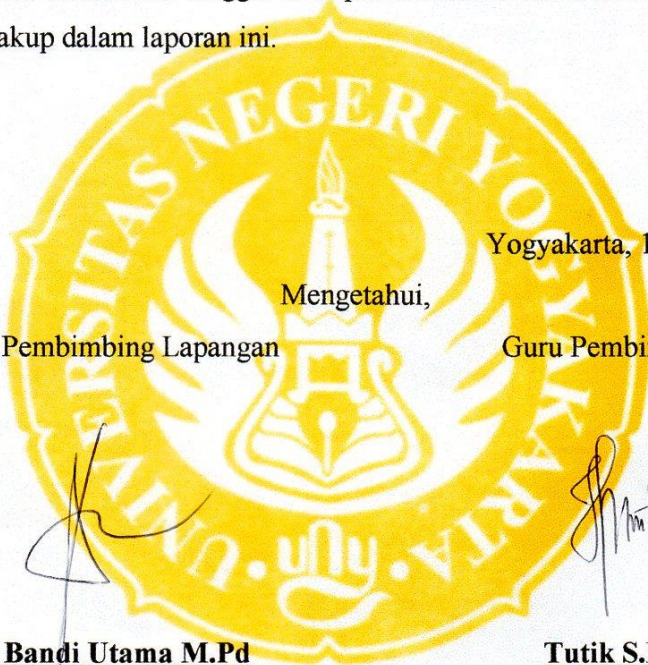 akup dalam laporan ini.
UNIVERSITAS NEGERI YOGYAKARTA
Yogyakarta, 1
Mengetahui,
Pembimbing Lapangan Guru Pembi
uny
Bandi Utama M.Pd Tutik S.